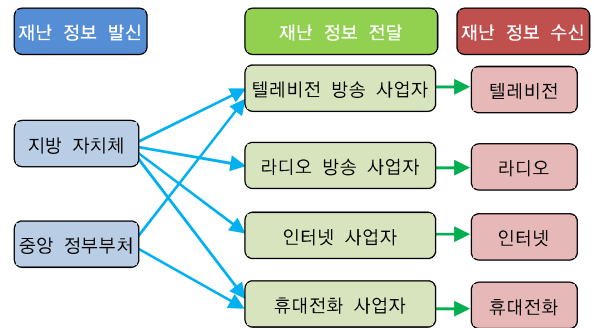 재난 정보 발신
재난 정보 전달
재난 정보 수신
지방 자치체
중앙 정부부처
텔레비전 방송 사업자
라디오 방송 사업자
인터넷 사업자
휴대전화 사업자
텔레비전
라디오
인터넷
휴대전화